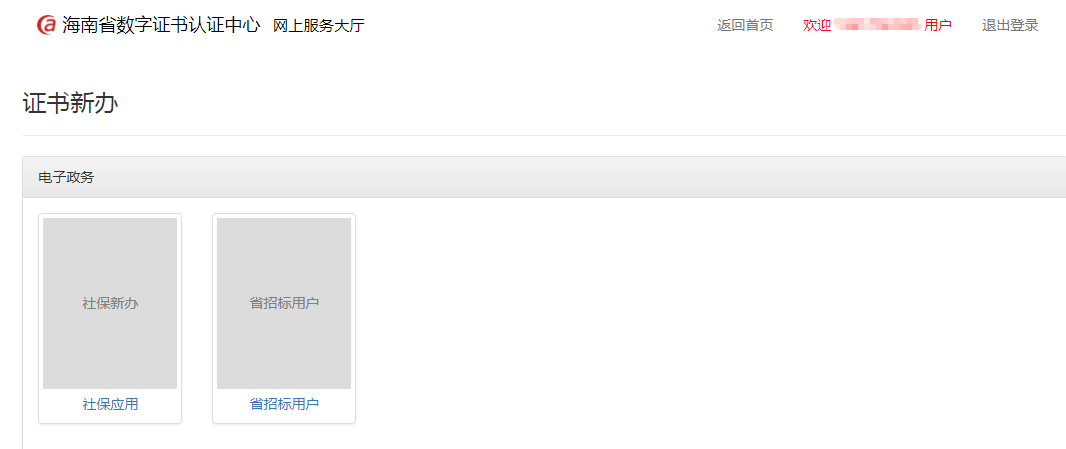 海南省数字证书认证中心 网上服务大厅 返回首页 欢迎 用户 退出登录
证书新办
电子政务
社保新办 省招标用户
社保应用 省招标用户